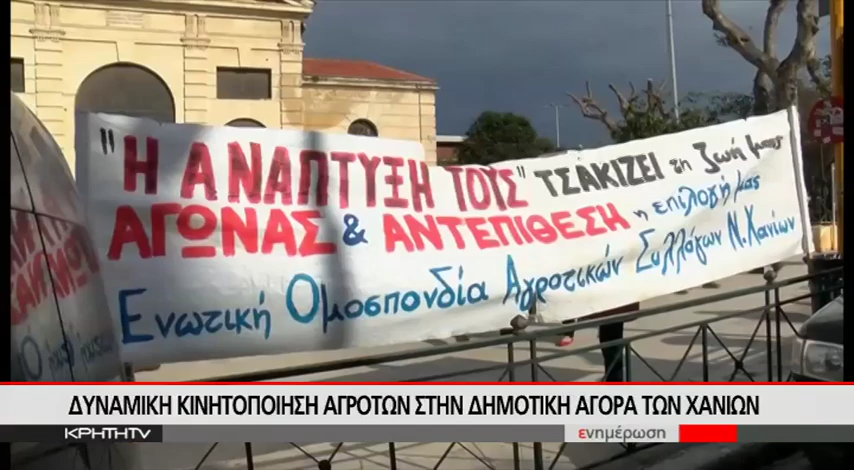 "Η ΑΝΑΠΤΥΞΗ ΤΟΥΣ" ΤΣΑΚΙΖΕΙ τη ζωή μας
ΑΓΩΝΑΣ & ΑΝΤΕΠΙΘΕΣΗ η επιλογή μας
Ενωτική Ομοσπονδία Αγροτικών Συλλόγων Ν. Χανίων
ΔΥΝΑΜΙΚΗ ΚΙΝΗΤΟΠΟΙΗΣΗ ΑΓΡΟΤΩΝ ΣΤΗΝ ΔΗΜΟΤΙΚΗ ΑΓΟΡΑ ΤΩΝ ΧΑΝΙΩΝ
ΚΡΗΤΗTV
ενημέρωση